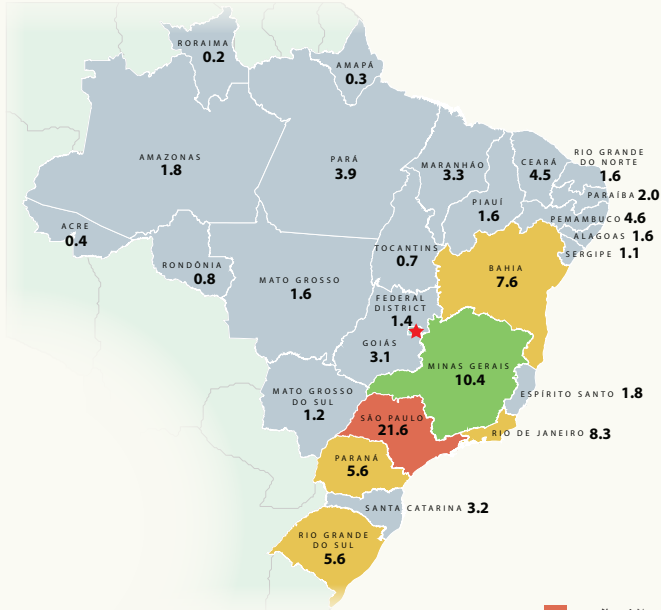 RORAIMA
0.2
AMAPÁ
0.3
AMAZONAS
1.8
PARÁ
3.9
MARANHÃO
3.3
CEARÁ
4.5
RIO GRANDE
DO NORTE
1.6
PARAÍBA 2.0
PIAUÍ
1.6
PEMAMBUCO 4.6
ALAGOAS 1.6
SERGIPE 1.1
ACRE
0.4
RONDÔNIA
0.8
TOCANTINS
0.7
BAHIA
7.6
MATO GROSSO
1.6
FEDERAL
DISTRICT
1.4
GOIÁS
3.1
MINAS GERAIS
10.4
MATO GROSSO
DO SUL
1.2
ESPÍRITO SANTO 1.8
SÃO PAULO
21.6
RIO DE JANEIRO 8.3
PARANÁ
5.6
SANTA CATARINA 3.2
RIO GRANDE
DO SUL
5.6